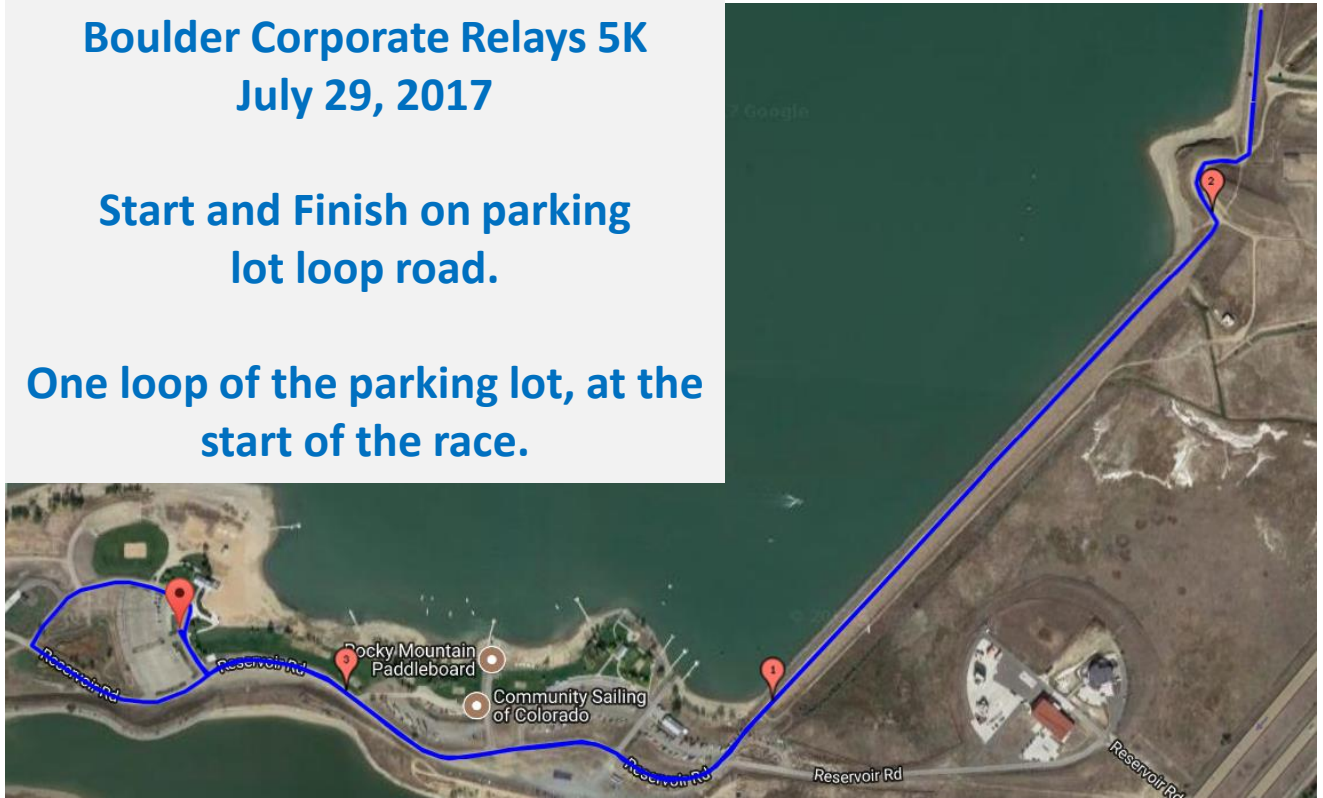 Boulder Corporate Relays 5K
July 29, 2017
Start and Finish on parking
lot loop road.
One loop of the parking lot, at the
start of the race.
7 Google
2
Rocky Mountain
Paddleboard
Reservoir Rd
3
Reservoir Rd
1
Community Sailing
of Colorado
Reservoir Rd
Reservoir Rd
Reservoir Rd